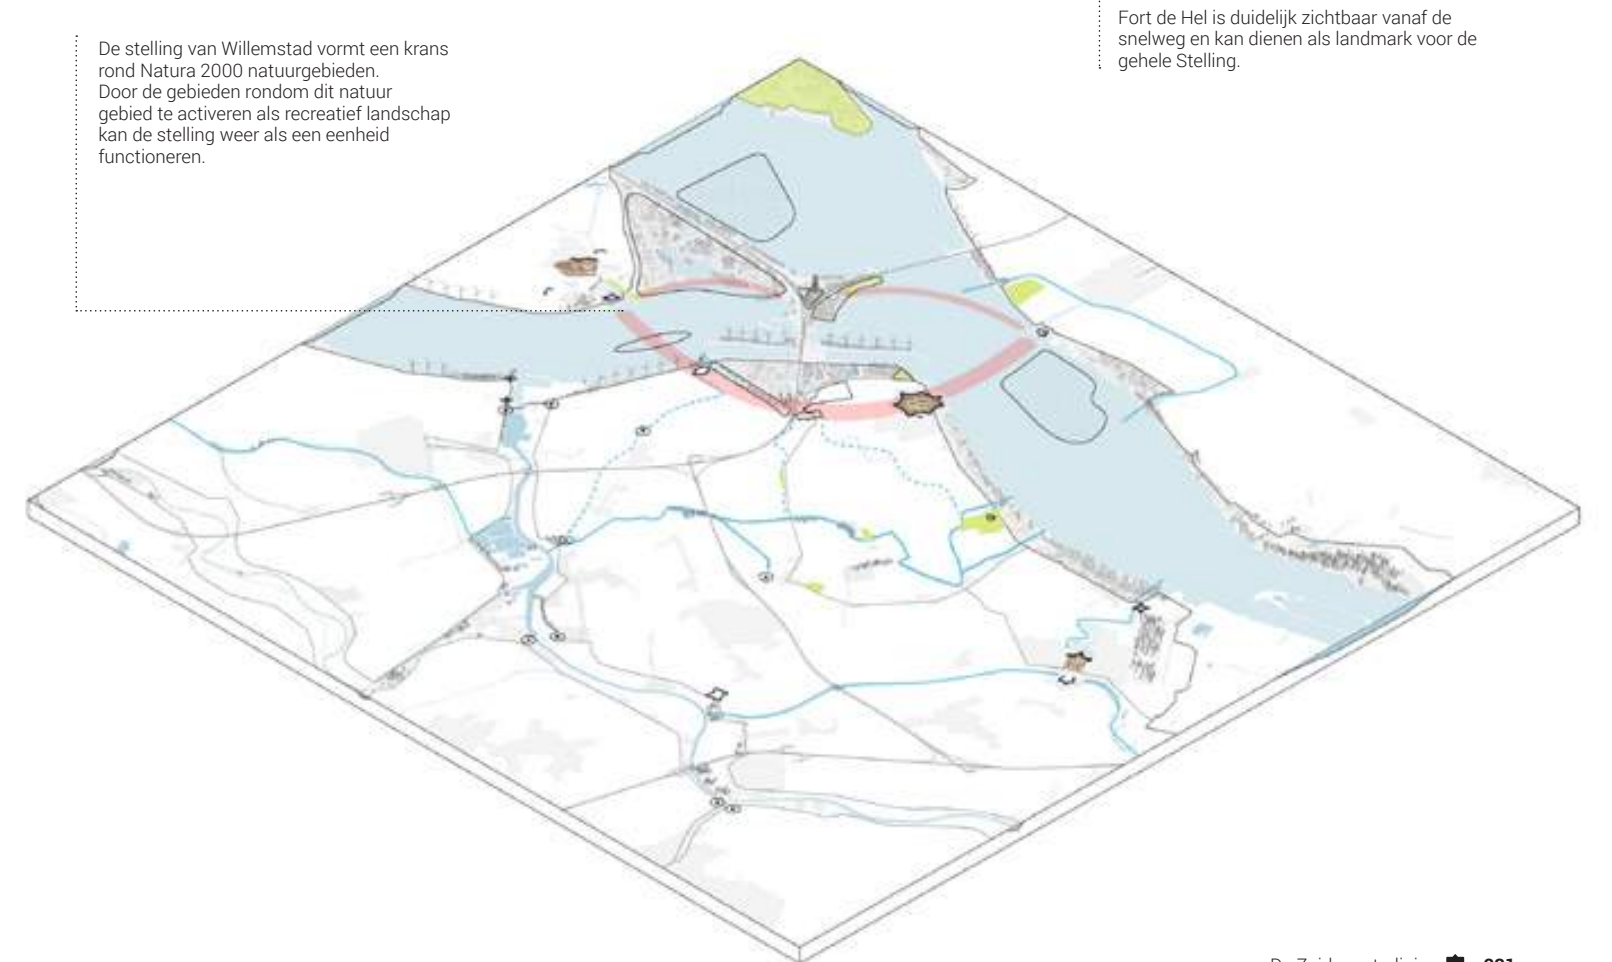 De stelling van Willemstad vormt een krans
rond Natura 2000 natuurgebieden.
Door de gebieden rondom dit natuur
gebied te activeren als recreatief landschap
kan de stelling weer als een eenheid
functioneren.
Fort de Hel is duidelijk zichtbaar vanaf de
snelweg en kan dienen als landmark voor de
gehele Stelling.